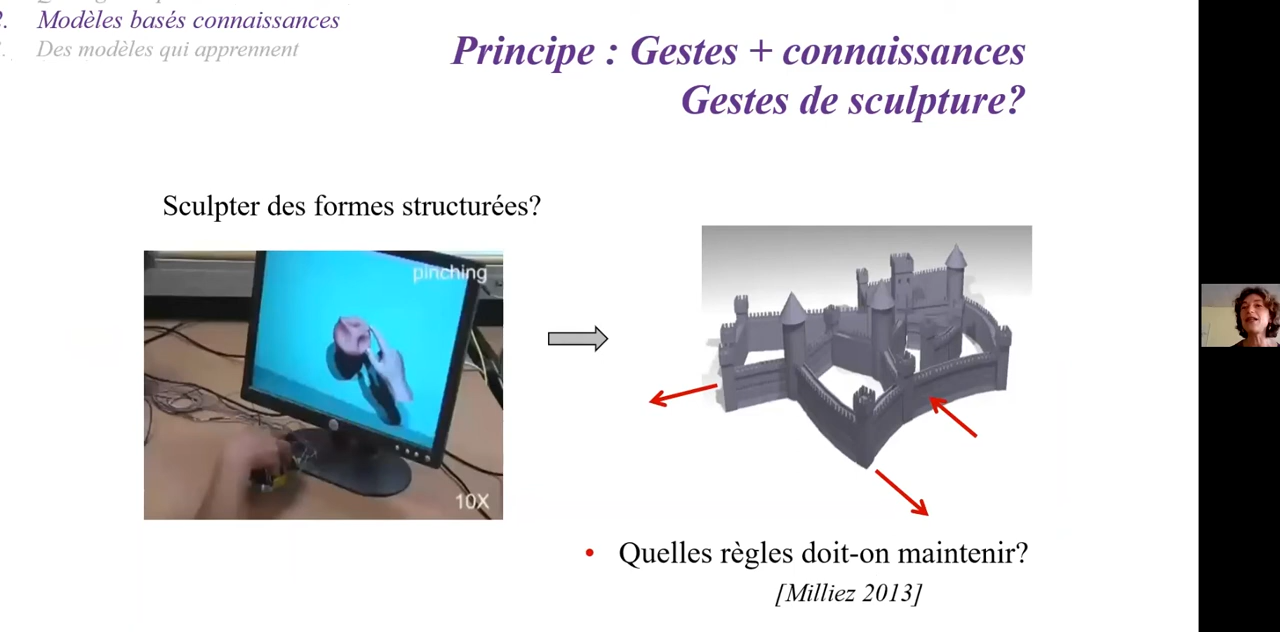 2. Modèles basés connaissances
Des modèles qui apprennent
Principe : Gestes + connaissances
Gestes de sculpture?
Sculpter des formes structurées?
pinching
10X
• Quelles règles doit-on maintenir?
[Milliez 2013]